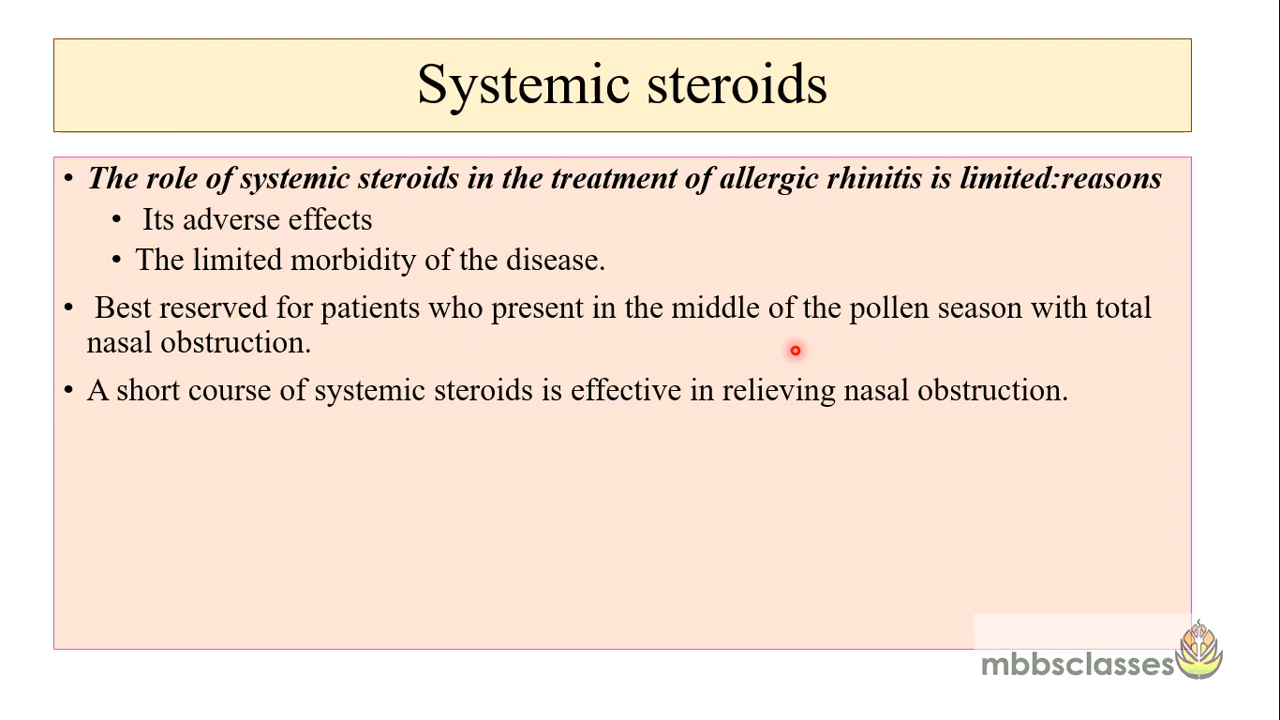 Systemic steroids
• The role of systemic steroids in the treatment of allergic rhinitis is limited:reasons
• Its adverse effects
• The limited morbidity of the disease.
• Best reserved for patients who present in the middle of the pollen season with total
nasal obstruction.
• A short course of systemic steroids is effective in relieving nasal obstruction.
mbbsclasses